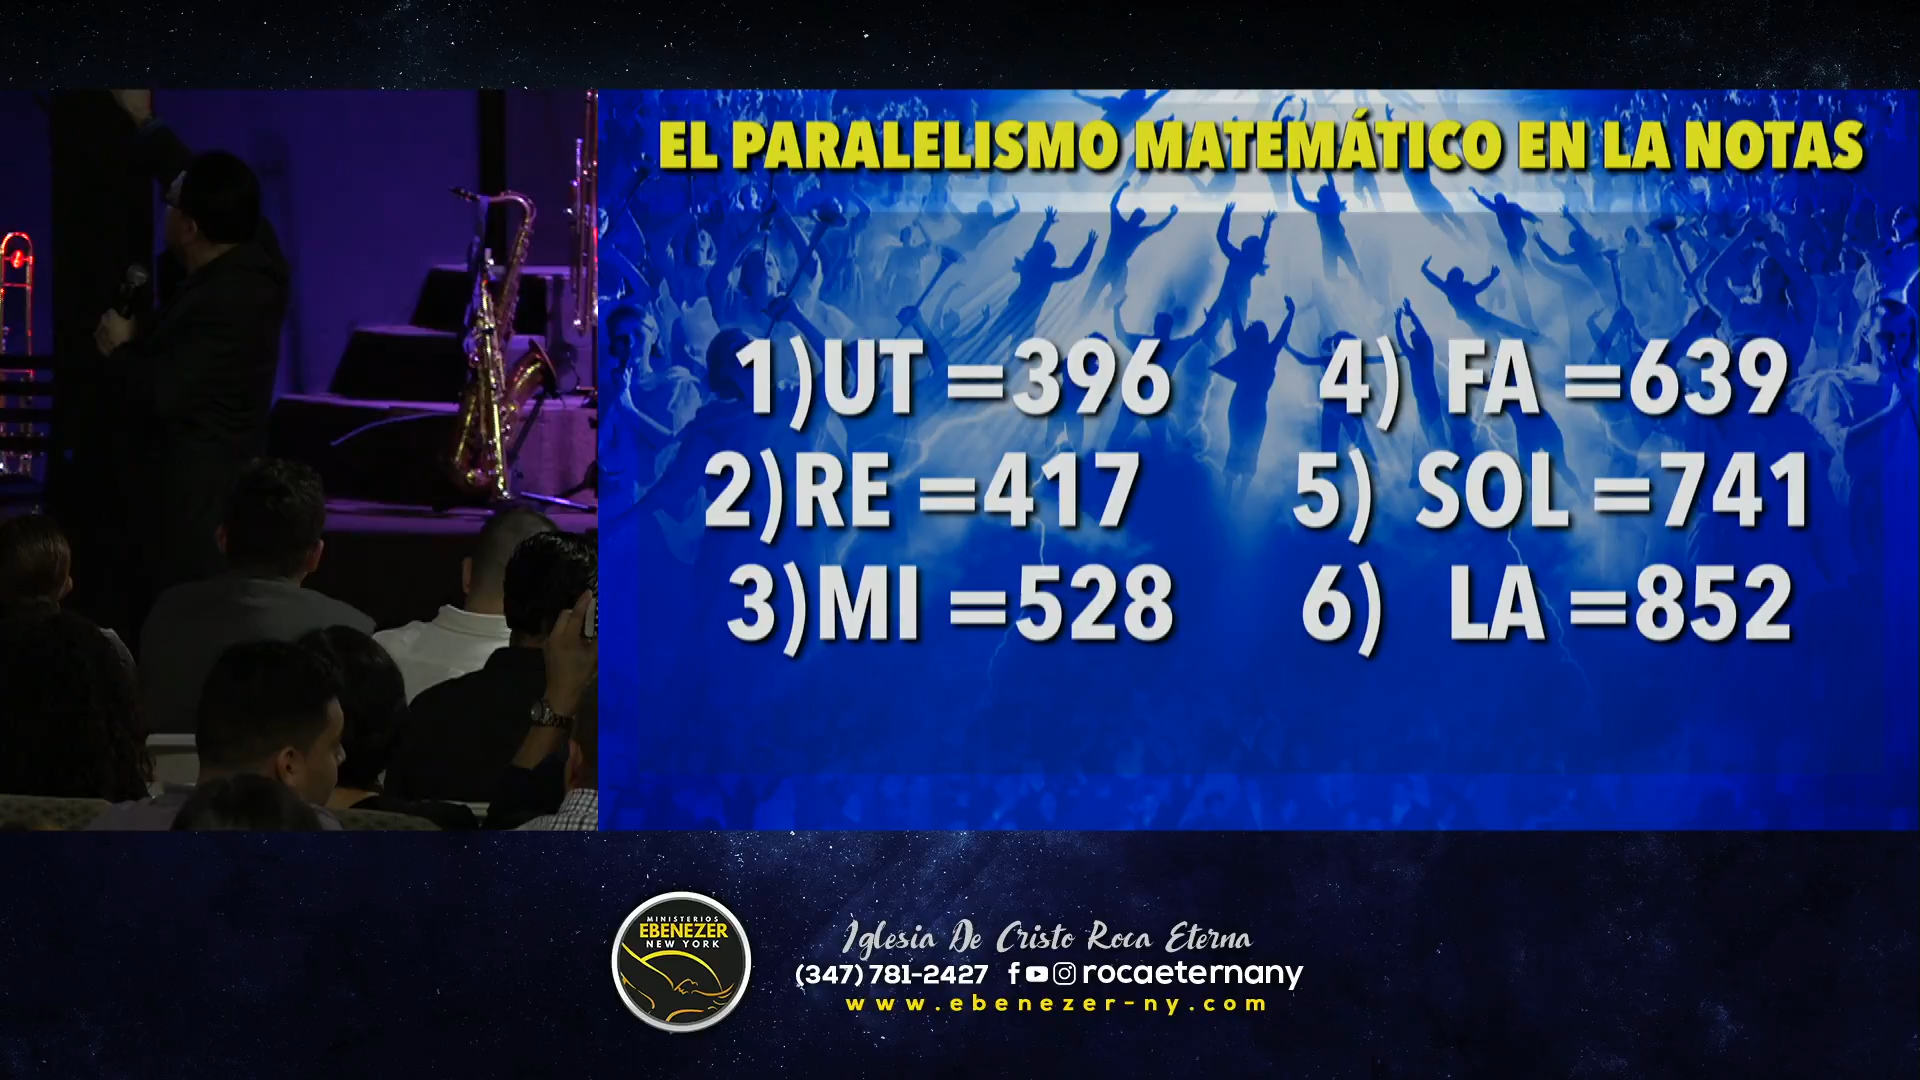 EL PARALELISMO MATEMÁTICO EN LA NOTAS
1)UT =396
2)RE =417
3)MI =528
4) FA =639
5) SOL =741
6) LA =852
MINISTERIOS
EBENEZER
NEW YORK
Iglesia De Cristo Roca Eterna
(347) 781-2427 rocaeternany
www.ebenezer-ny.com